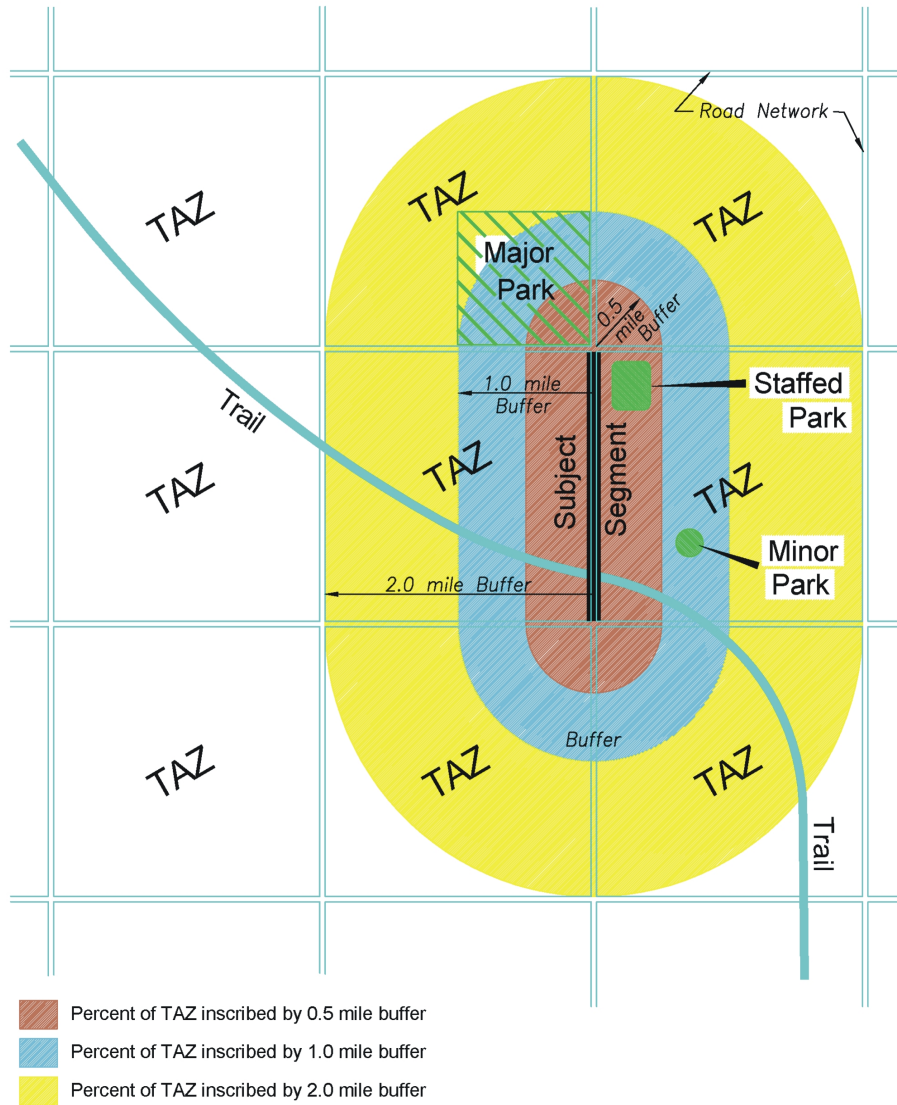 Road Network
TAZ
TAZ
TAZ
Major
Park
0.5
mile
Buffer
1.0 mile
Buffer
Staffed
Park
Trail
TAZ
TAZ
Subject
Segment
TAZ
Minor
Park
2.0 mile Buffer
Buffer
TAZ
TAZ
TAZ
Trail
Percent of TAZ inscribed by 0.5 mile buffer
Percent of TAZ inscribed by 1.0 mile buffer
Percent of TAZ inscribed by 2.0 mile buffer